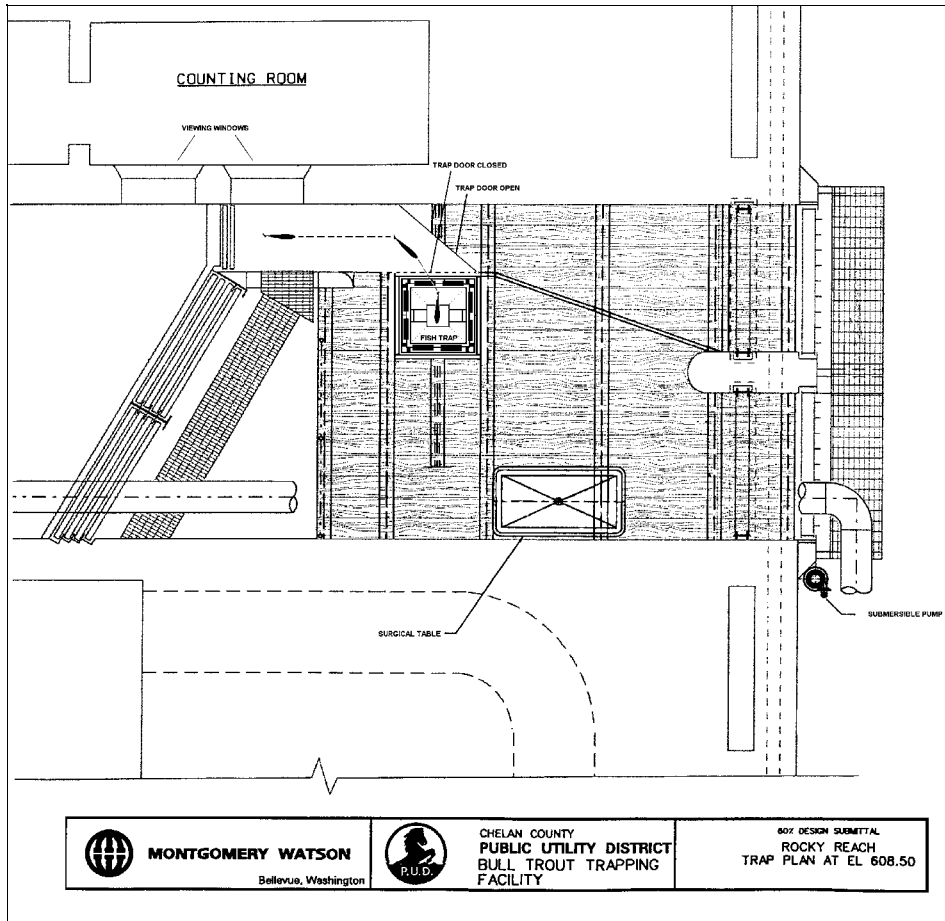 COUNTING ROOM
VIEWING WINDOWS
TRAP DOOR CLOSED
TRAP DOOR OPEN
FISH TRAP
SUBMERSIBLE PUMP
SURGICAL TABLE
MONTGOMERY WATSON
Bellevue, Washington
P.U.D.
CHELAN COUNTY
PUBLIC UTILITY DISTRICT
BULL TROUT TRAPPING
FACILITY
60% DESIGN SUBMITTAL
ROCKY REACH
TRAP PLAN AT EL 608.50